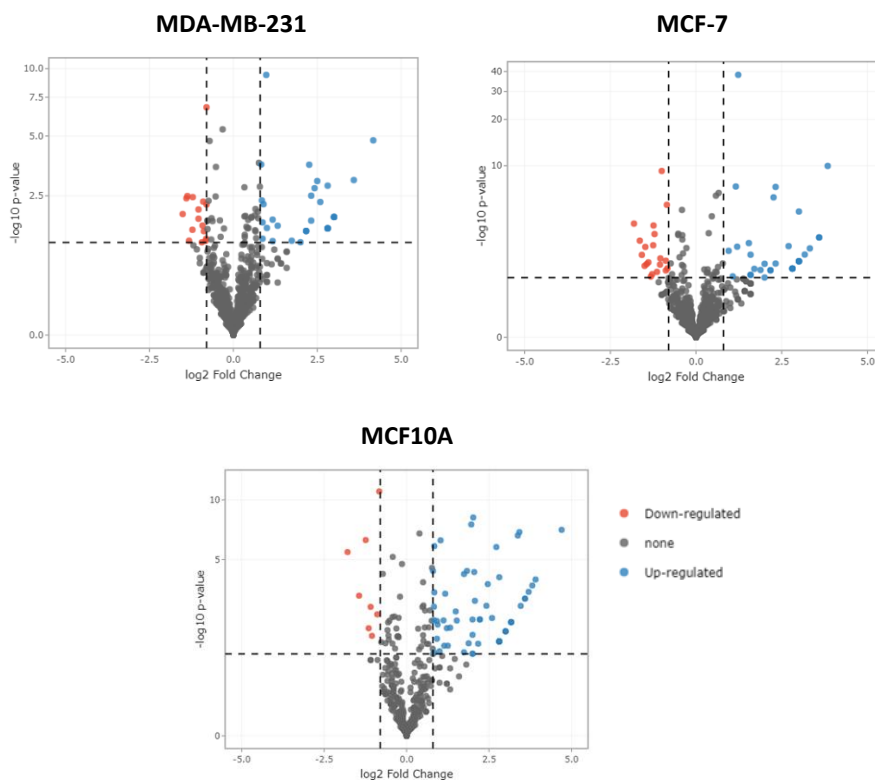 MDA-MB-231
10.0
7.5
5.0
2.5
0.0
-log10 p-value
-5.0
-2.5
0.0
2.5
5.0
log2 Fold Change
MCF-7
40
30
20
10
0
-log10 p-value
-5.0
-2.5
0.0
2.5
5.0
log2 Fold Change
MCF10A
10
5
0
-log10 p-value
-5.0
-2.5
0.0
2.5
5.0
log2 Fold Change
Down-regulated
none
Up-regulated